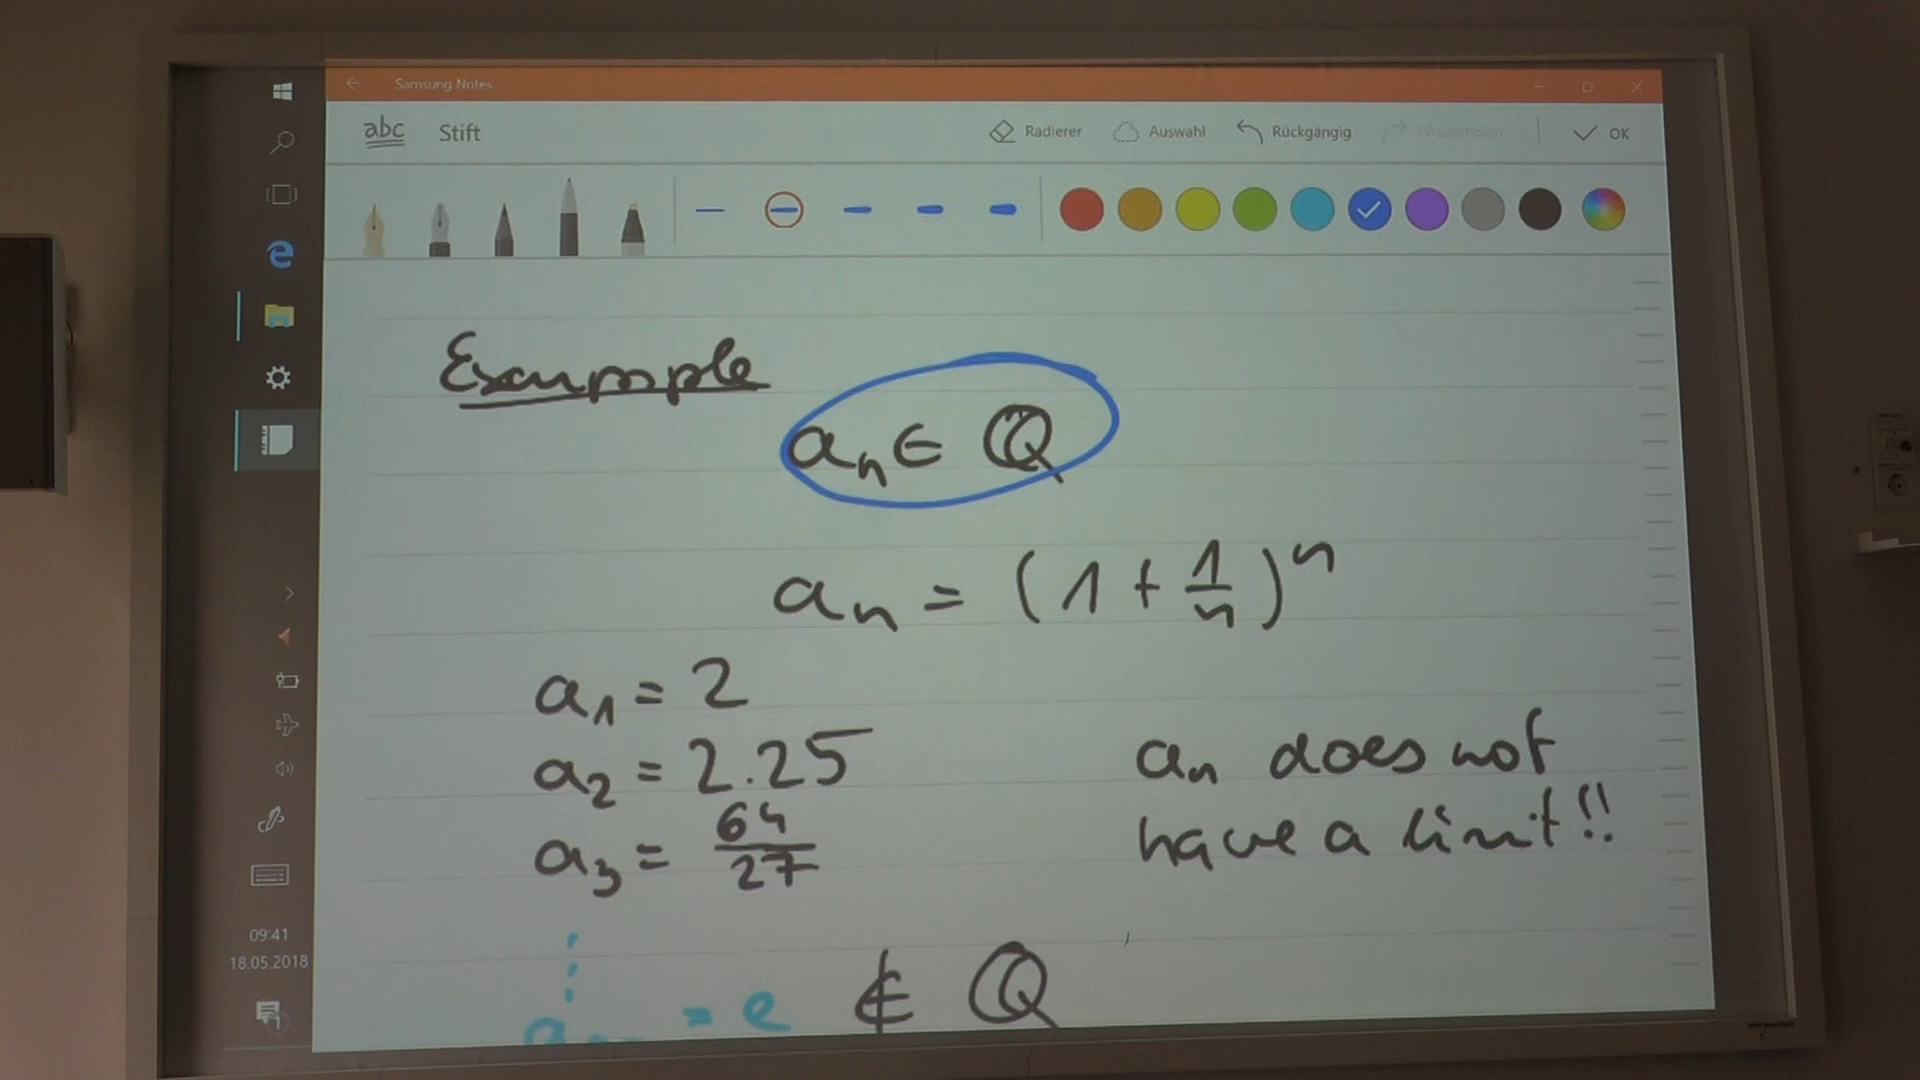 Samsung Notes
abc Stift Radierer Auswahl Rückgängig Wiederholen OK
Example
aₙ ∈ ℚ
aₙ = (1 + 1/n)ⁿ
a₁ = 2
a₂ = 2.25
a₃ = 64/27
aₙ does not
have a limit!!
= e ∉ ℚ
09:41
18.05.2018